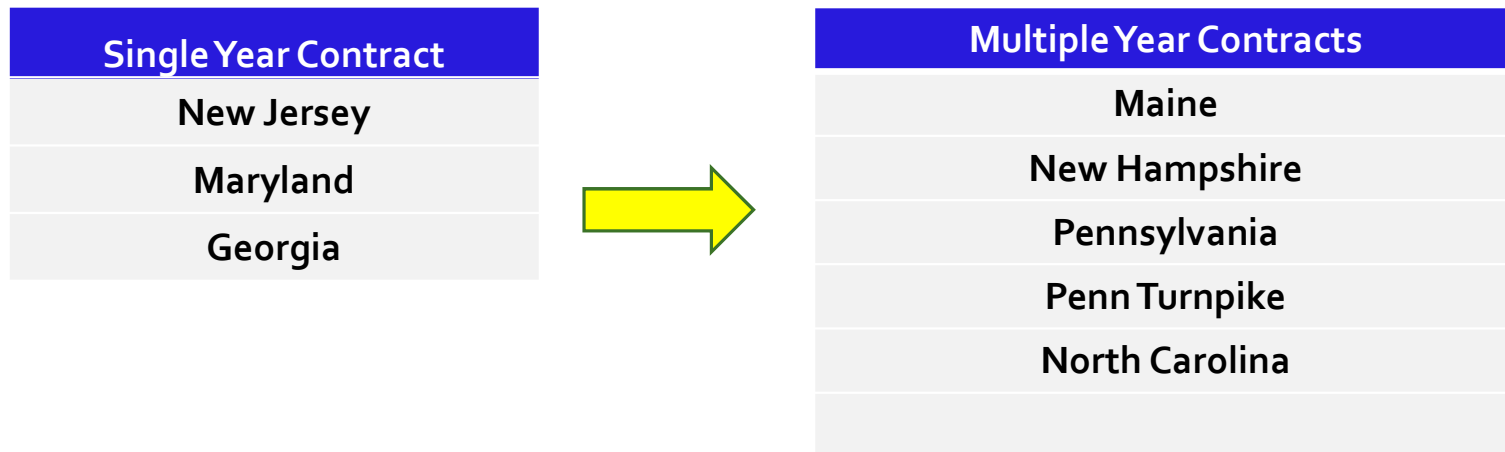 Single Year Contract
New Jersey
Maryland
Georgia
Multiple Year Contracts
Maine
New Hampshire
Pennsylvania
Penn Turnpike
North Carolina